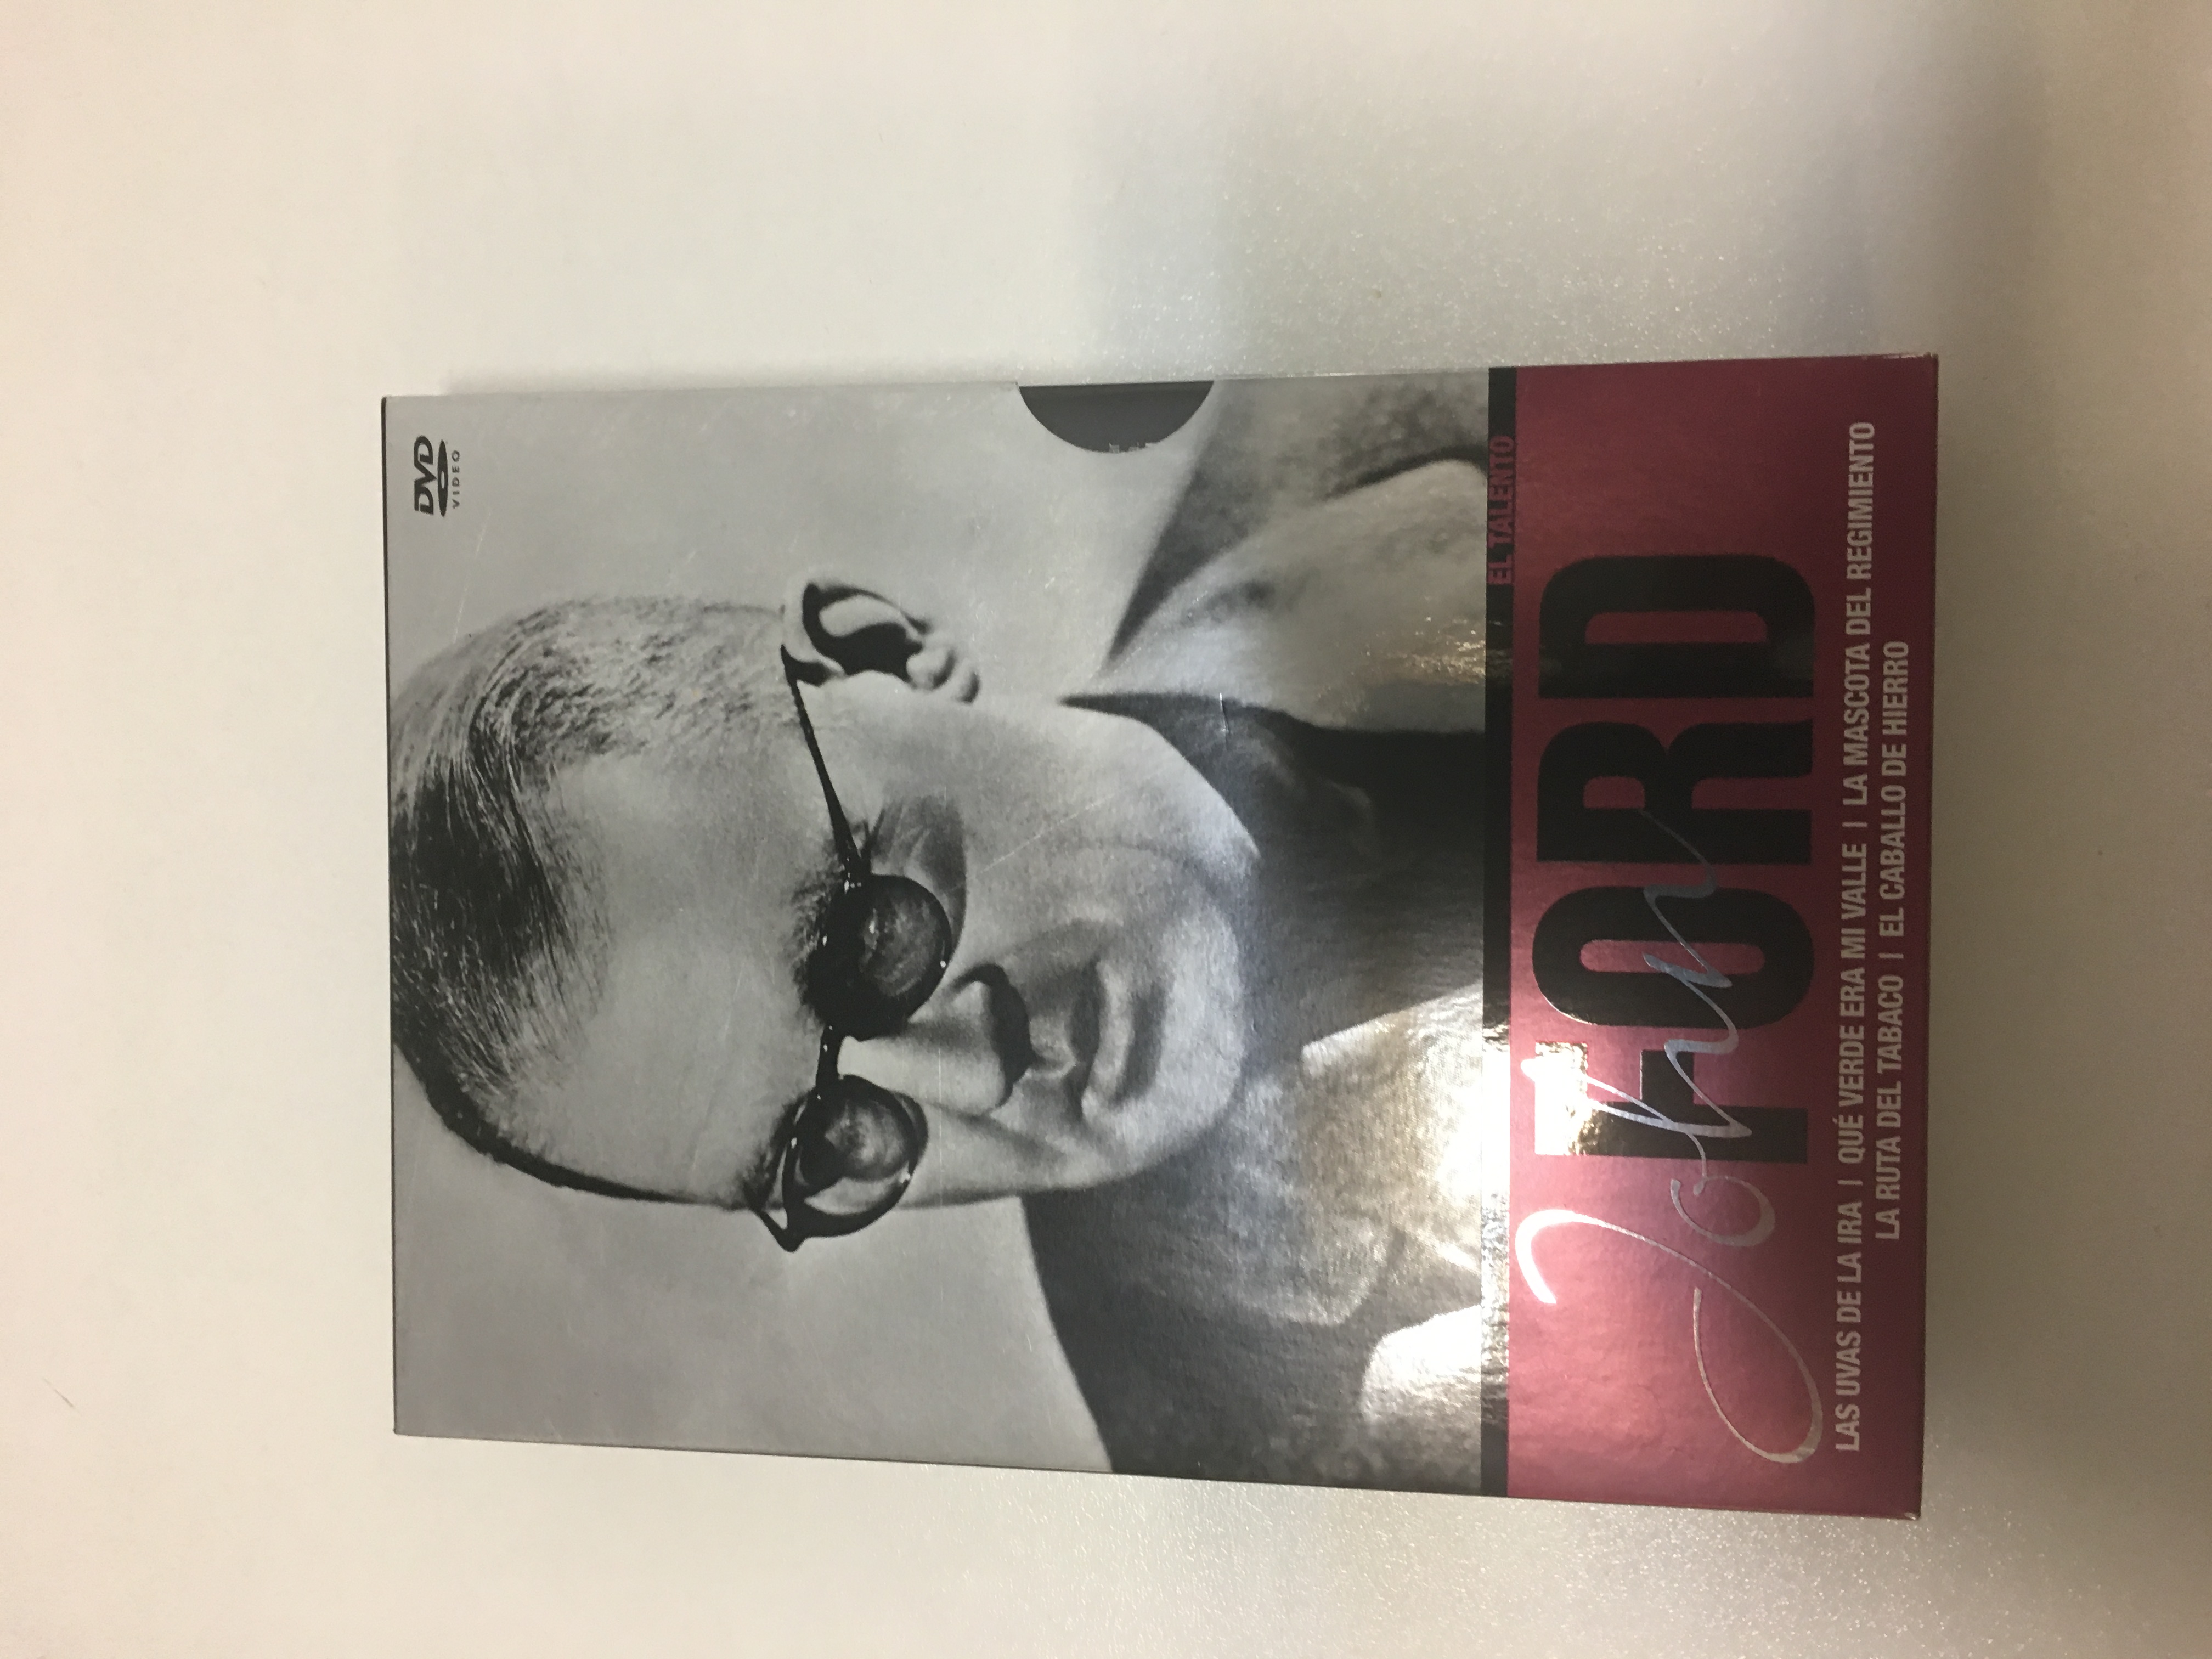 DVD
VIDEO
EL TALENTO
John FORD
LAS UVAS DE LA IRA | QUÉ VERDE ERA MI VALLE | LA MASCOTA DEL REGIMIENTO
LA RUTA DEL TABACO | EL CABALLO DE HIERRO